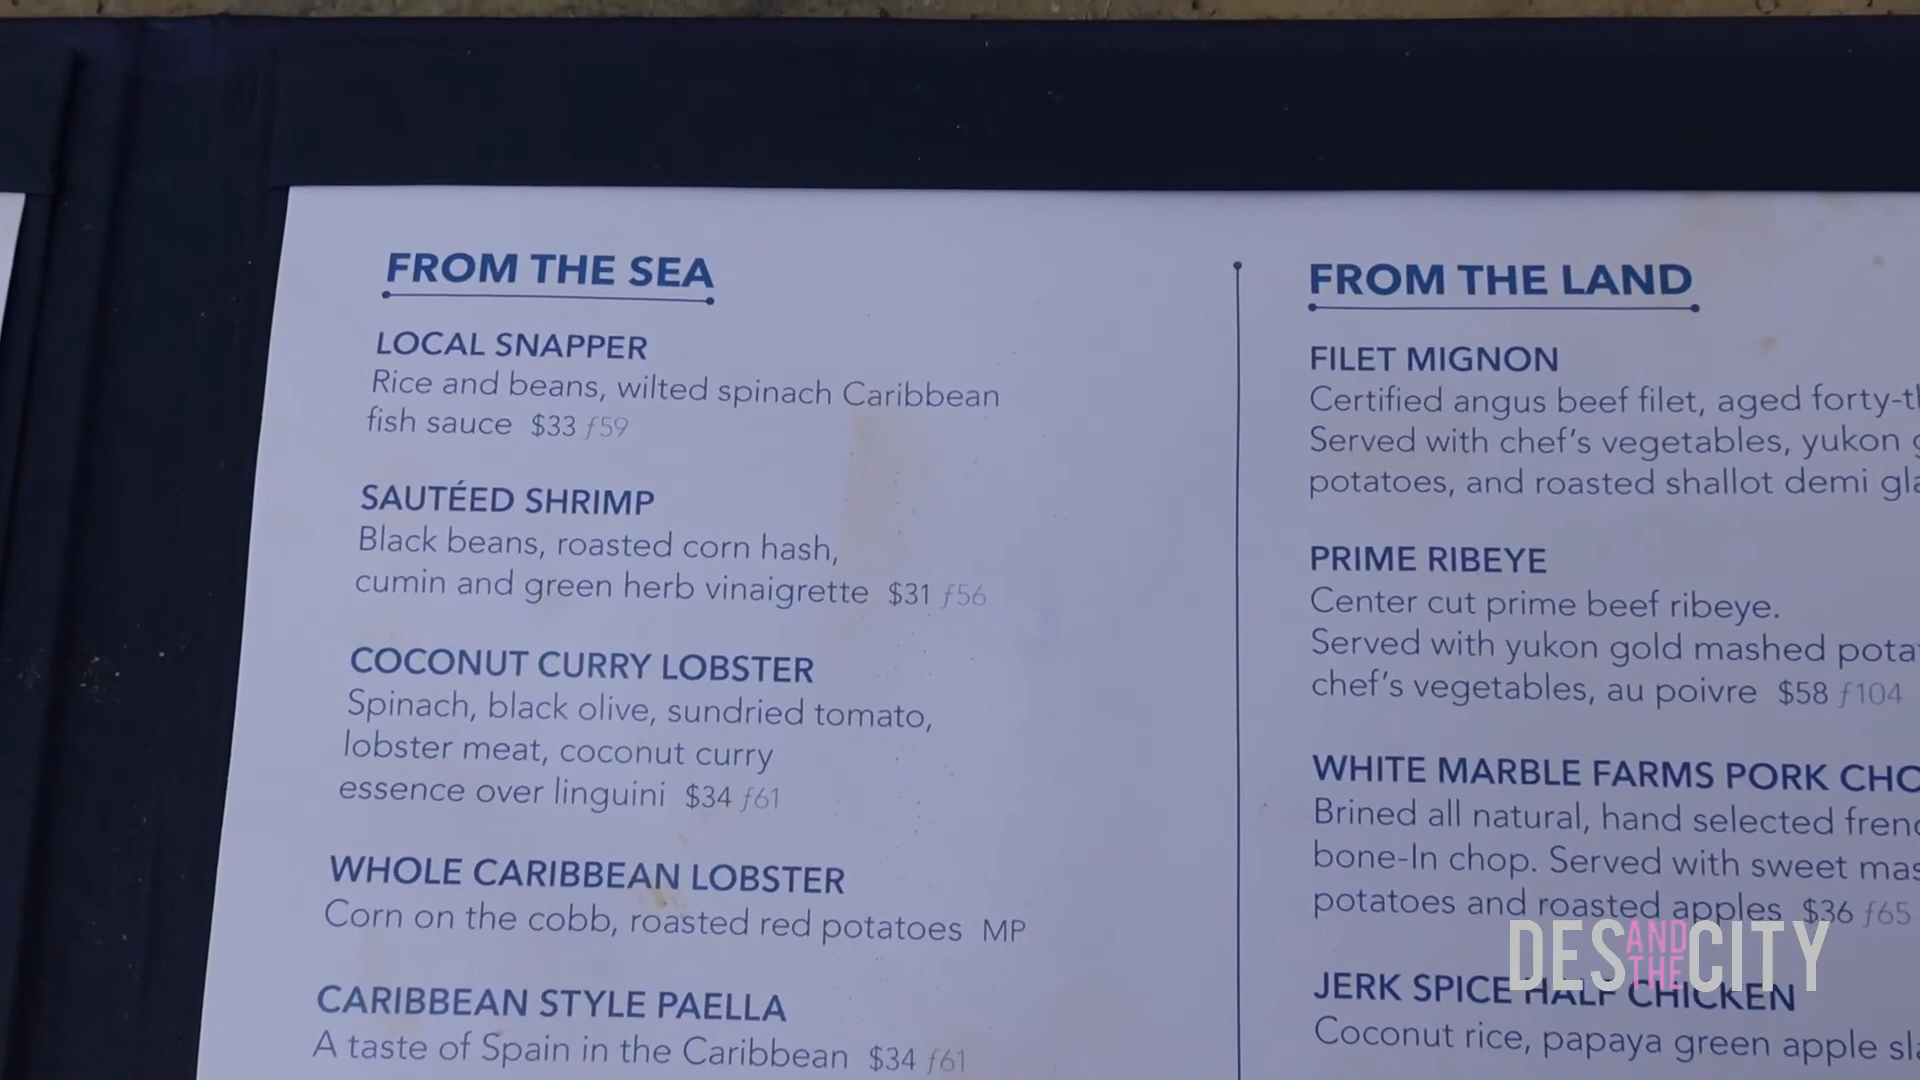 FROM THE SEA
LOCAL SNAPPER
Rice and beans, wilted spinach Caribbean
fish sauce $33 ƒ59
SAUTÉED SHRIMP
Black beans, roasted corn hash,
cumin and green herb vinaigrette $31 ƒ56
COCONUT CURRY LOBSTER
Spinach, black olive, sundried tomato,
lobster meat, coconut curry
essence over linguini $34 ƒ61
WHOLE CARIBBEAN LOBSTER
Corn on the cobb, roasted red potatoes MP
CARIBBEAN STYLE PAELLA
A taste of Spain in the Caribbean $34 ƒ61
FROM THE LAND
FILET MIGNON
Certified angus beef filet, aged
Served with chef's vegetables, yukon
potatoes, and roasted shallot demi
PRIME RIBEYE
Center cut prime beef ribeye.
Served with yukon gold mashed
chef's vegetables, au poivre $58 ƒ104
WHITE MARBLE FARMS PORK
Brined all natural, hand selected
bone-In chop. Served with sweet
potatoes and roasted apples $36 ƒ65
JERK SPICE HALF CHICKEN
Coconut rice, papaya green apple
DES AND THE CITY